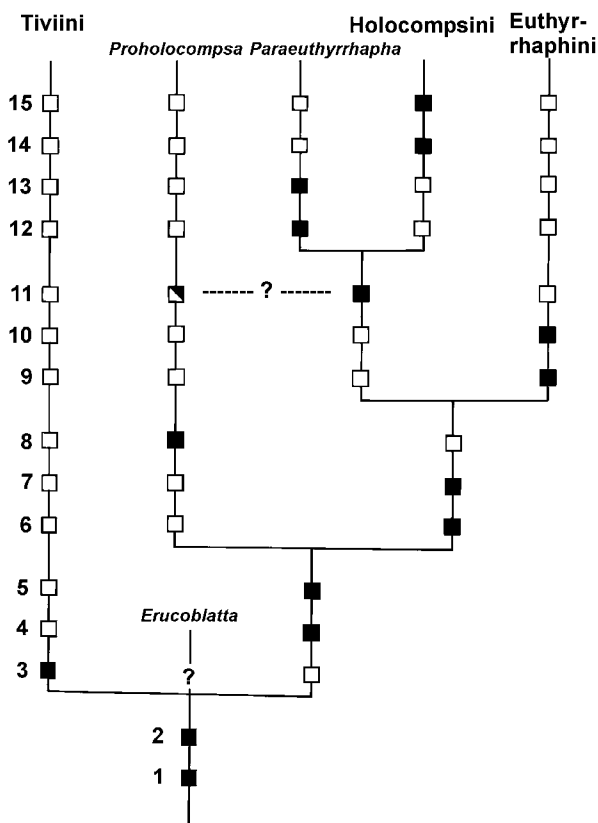 Tiviini
Proholocompsa
Paraeuthyrrhapha
Holocompsini
Euthyr-
rhaphini
15
14
13
12
11
------- ? -------
10
9
8
7
6
5
4
Erucoblatta
3
?
2
1